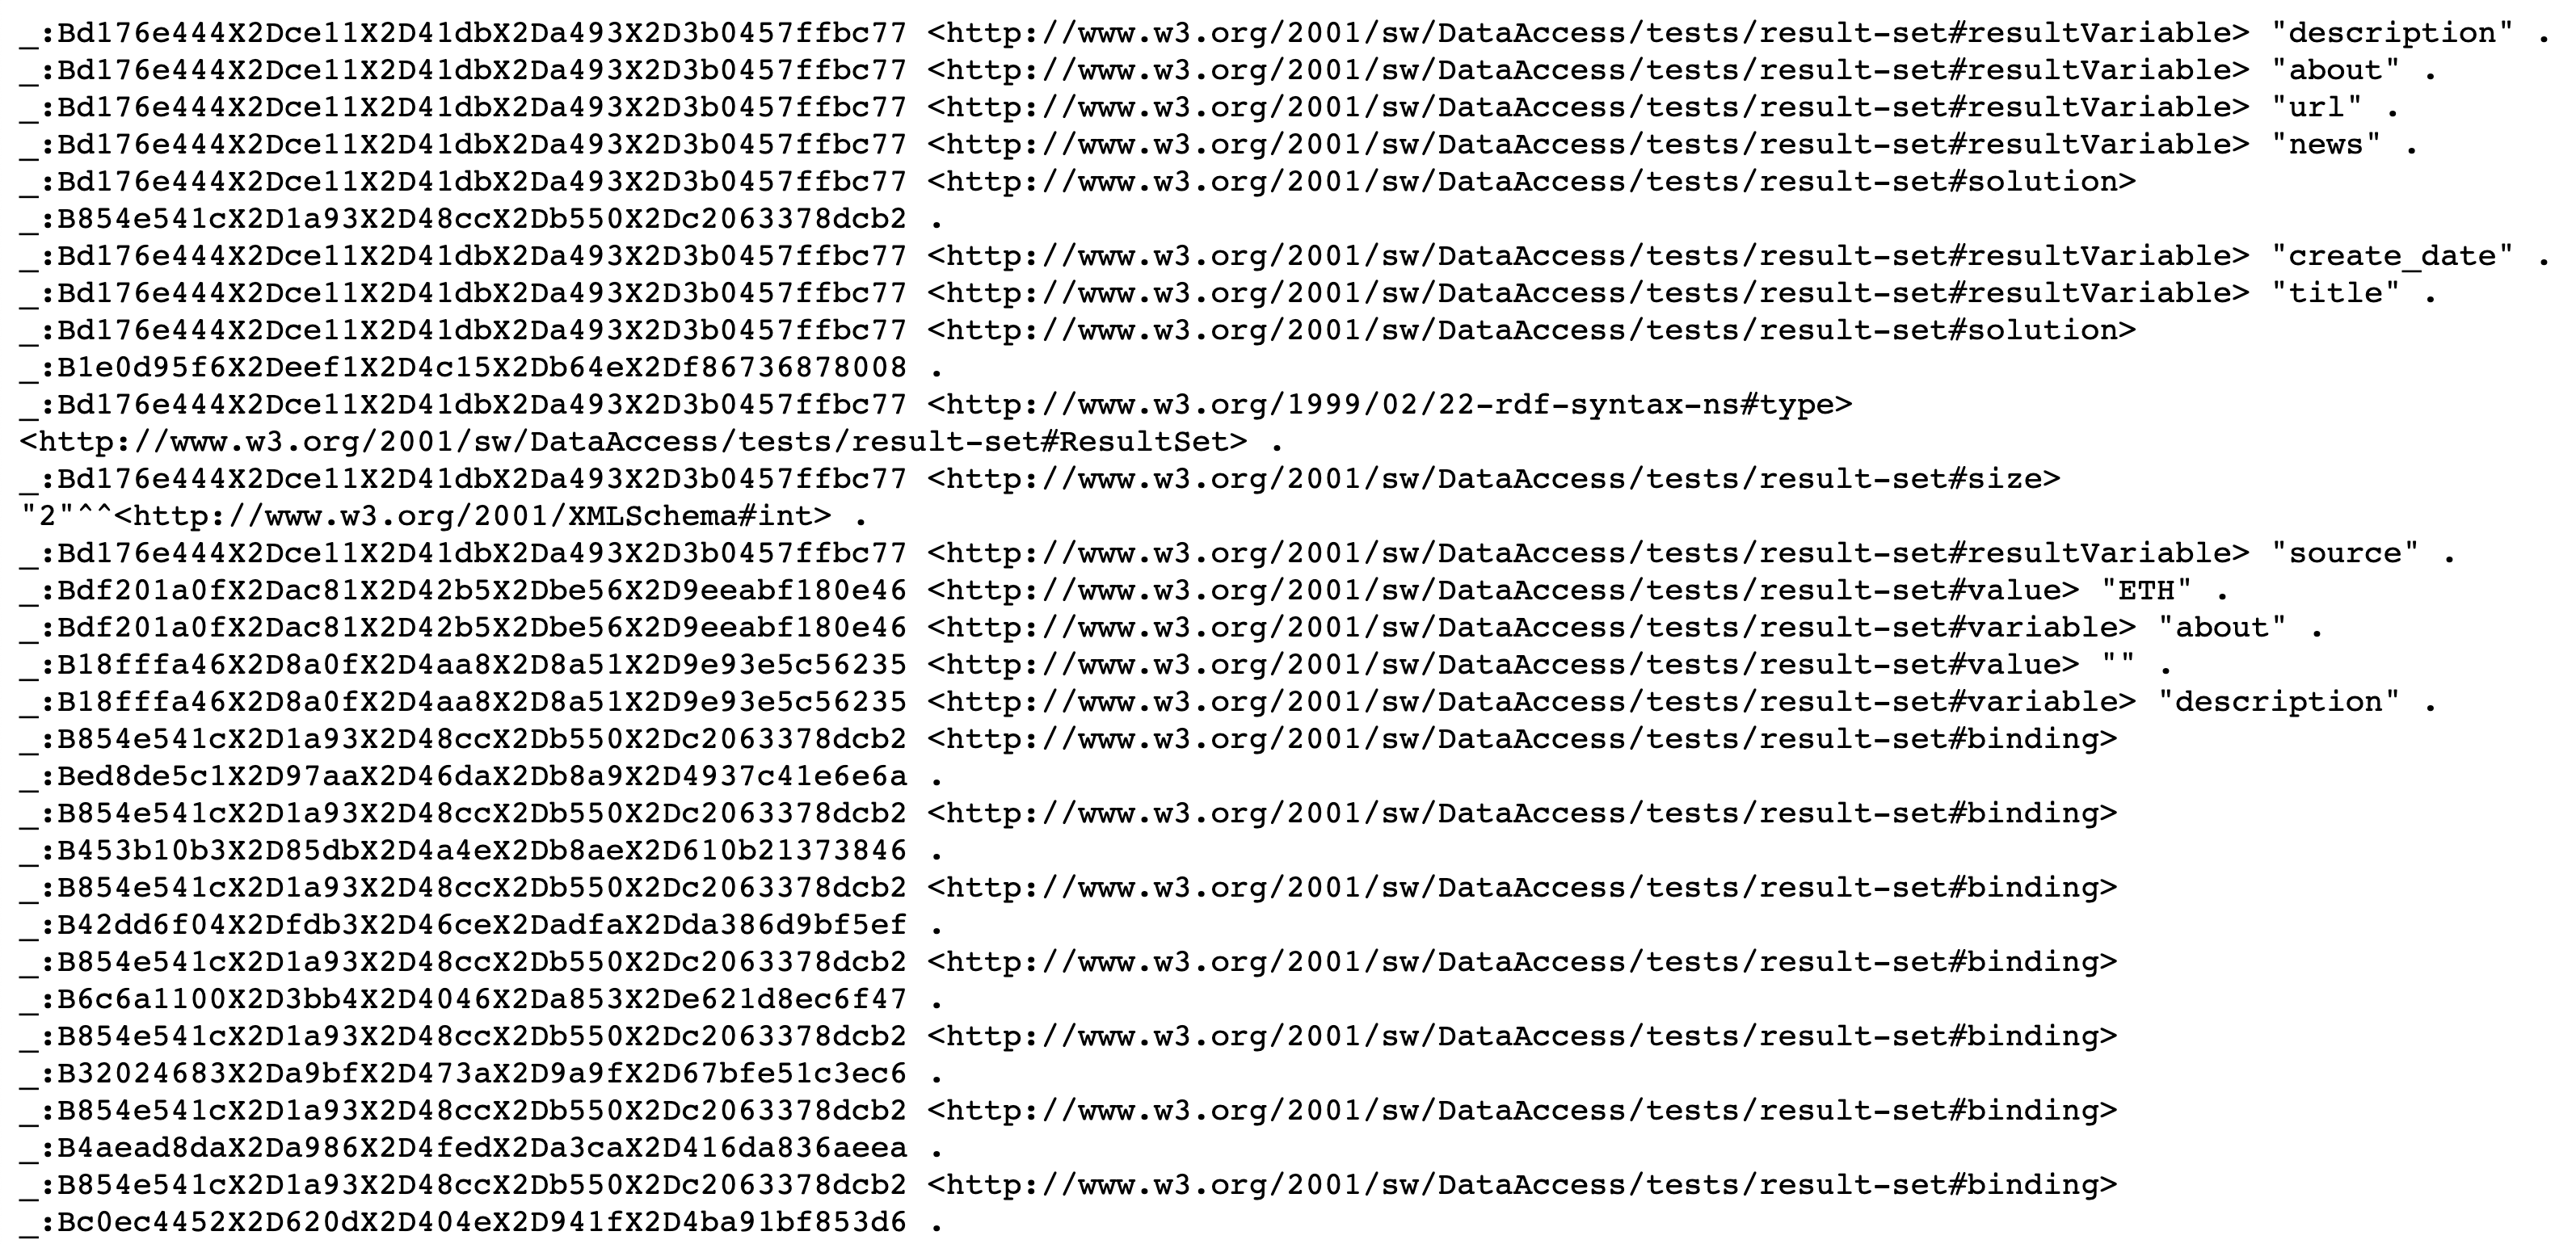 _:Bd176e444X2Dce11X2D41dbX2Da493X2D3b0457ffbc77 <http://www.w3.org/2001/sw/DataAccess/tests/result-set#resultVariable> "description" .
_:Bd176e444X2Dce11X2D41dbX2Da493X2D3b0457ffbc77 <http://www.w3.org/2001/sw/DataAccess/tests/result-set#resultVariable> "about" .
_:Bd176e444X2Dce11X2D41dbX2Da493X2D3b0457ffbc77 <http://www.w3.org/2001/sw/DataAccess/tests/result-set#resultVariable> "url" .
_:Bd176e444X2Dce11X2D41dbX2Da493X2D3b0457ffbc77 <http://www.w3.org/2001/sw/DataAccess/tests/result-set#resultVariable> "news" .
_:Bd176e444X2Dce11X2D41dbX2Da493X2D3b0457ffbc77 <http://www.w3.org/2001/sw/DataAccess/tests/result-set#solution>
_:B854e541cX2D1a93X2D48ccX2Db550X2Dc2063378dcb2 .
_:Bd176e444X2Dce11X2D41dbX2Da493X2D3b0457ffbc77 <http://www.w3.org/2001/sw/DataAccess/tests/result-set#resultVariable> "create_date" .
_:Bd176e444X2Dce11X2D41dbX2Da493X2D3b0457ffbc77 <http://www.w3.org/2001/sw/DataAccess/tests/result-set#resultVariable> "title" .
_:Bd176e444X2Dce11X2D41dbX2Da493X2D3b0457ffbc77 <http://www.w3.org/2001/sw/DataAccess/tests/result-set#solution>
_:B1e0d95f6X2Deef1X2D4c15X2Db64eX2Df86736878008 .
_:Bd176e444X2Dce11X2D41dbX2Da493X2D3b0457ffbc77 <http://www.w3.org/1999/02/22-rdf-syntax-ns#type>
<http://www.w3.org/2001/sw/DataAccess/tests/result-set#ResultSet> .
_:Bd176e444X2Dce11X2D41dbX2Da493X2D3b0457ffbc77 <http://www.w3.org/2001/sw/DataAccess/tests/result-set#size>
"2"^^<http://www.w3.org/2001/XMLSchema#int> .
_:Bd176e444X2Dce11X2D41dbX2Da493X2D3b0457ffbc77 <http://www.w3.org/2001/sw/DataAccess/tests/result-set#resultVariable> "source" .
_:Bdf201a0fX2Dac81X2D42b5X2Dbe56X2D9eeabf180e46 <http://www.w3.org/2001/sw/DataAccess/tests/result-set#value> "ETH" .
_:Bdf201a0fX2Dac81X2D42b5X2Dbe56X2D9eeabf180e46 <http://www.w3.org/2001/sw/DataAccess/tests/result-set#variable> "about" .
_:B18fffa46X2D8a0fX2D4aa8X2D8a51X2D9e93e5c56235 <http://www.w3.org/2001/sw/DataAccess/tests/result-set#value> "" .
_:B18fffa46X2D8a0fX2D4aa8X2D8a51X2D9e93e5c56235 <http://www.w3.org/2001/sw/DataAccess/tests/result-set#variable> "description" .
_:B854e541cX2D1a93X2D48ccX2Db550X2Dc2063378dcb2 <http://www.w3.org/2001/sw/DataAccess/tests/result-set#binding>
_:Bed8de5c1X2D97aaX2D46daX2Db8a9X2D4937c41e6e6a .
_:B854e541cX2D1a93X2D48ccX2Db550X2Dc2063378dcb2 <http://www.w3.org/2001/sw/DataAccess/tests/result-set#binding>
_:B453b10b3X2D85dbX2D4a4eX2Db8aeX2D610b21373846 .
_:B854e541cX2D1a93X2D48ccX2Db550X2Dc2063378dcb2 <http://www.w3.org/2001/sw/DataAccess/tests/result-set#binding>
_:B42dd6f04X2Dfdb3X2D46ceX2DadfaX2Dda386d9bf5ef .
_:B854e541cX2D1a93X2D48ccX2Db550X2Dc2063378dcb2 <http://www.w3.org/2001/sw/DataAccess/tests/result-set#binding>
_:B6c6a1100X2D3bb4X2D4046X2Da853X2De621d8ec6f47 .
_:B854e541cX2D1a93X2D48ccX2Db550X2Dc2063378dcb2 <http://www.w3.org/2001/sw/DataAccess/tests/result-set#binding>
_:B32024683X2Da9bfX2D473aX2D9a9fX2D67bfe51c3ec6 .
_:B854e541cX2D1a93X2D48ccX2Db550X2Dc2063378dcb2 <http://www.w3.org/2001/sw/DataAccess/tests/result-set#binding>
_:B4aead8daX2Da986X2D4fedX2Da3caX2D416da836aeea .
_:B854e541cX2D1a93X2D48ccX2Db550X2Dc2063378dcb2 <http://www.w3.org/2001/sw/DataAccess/tests/result-set#binding>
_:Bc0ec4452X2D620dX2D404eX2D941fX2D4ba91bf853d6 .